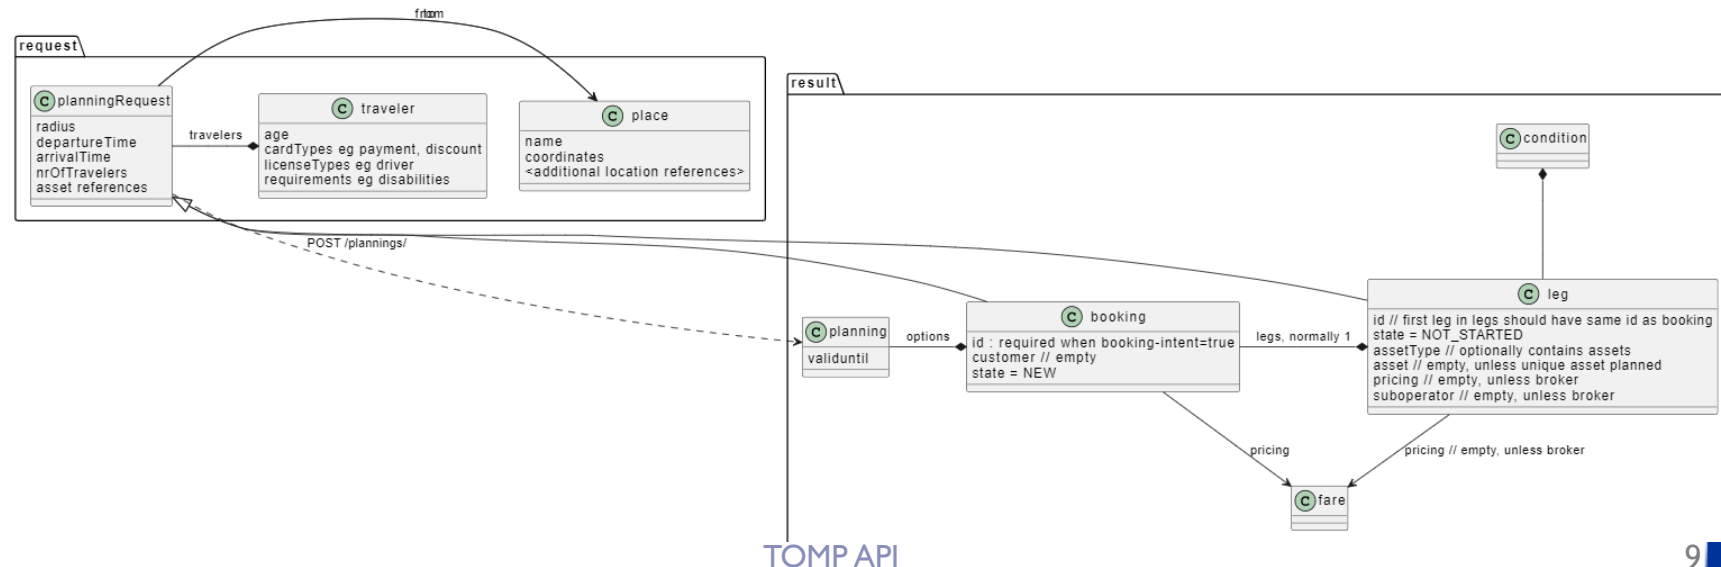 from
to
request
C planningRequest
radius
departureTime
arrivalTime
nrOfTravelers
asset references
travelers
C traveler
age
cardTypes eg payment, discount
licenseTypes eg driver
requirements eg disabilities
C place
name
coordinates
<additional location references>
POST /plannings/
result
C condition
C planning
validuntil
options
C booking
id : required when booking-intent=true
customer // empty
state = NEW
legs, normally 1
C leg
id // first leg in legs should have same id as booking
state = NOT_STARTED
assetType // optionally contains assets
asset // empty, unless unique asset planned
pricing // empty, unless broker
suboperator // empty, unless broker
pricing
pricing // empty, unless broker
C fare
TOMP API
9